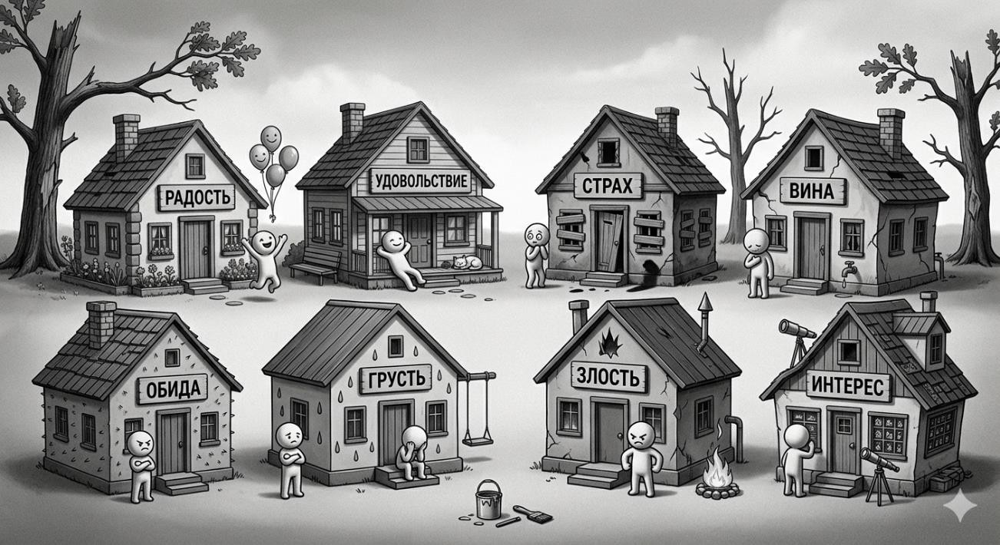 РАДОСТЬ
УДОВОЛЬСТВИЕ
СТРАХ
ВИНА
ОБИДА
ГРУСТЬ
ЗЛОСТЬ
ИНТЕРЕС